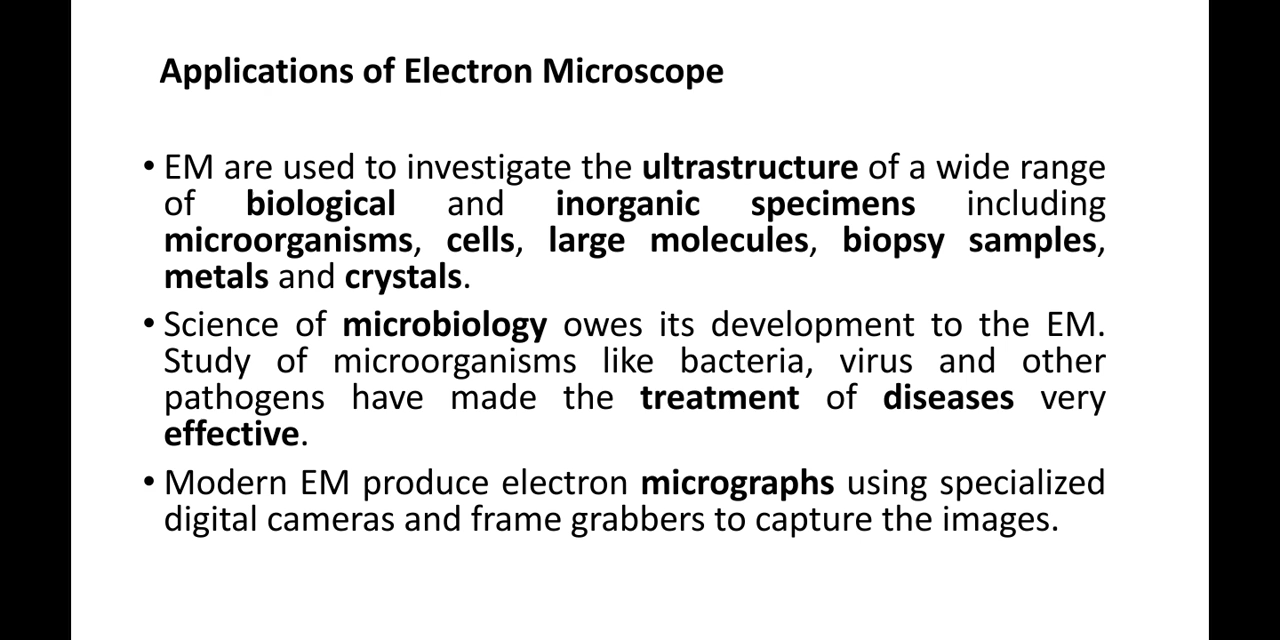 Applications of Electron Microscope
• EM are used to investigate the ultrastructure of a wide range
of biological and inorganic specimens including
microorganisms, cells, large molecules, biopsy samples,
metals and crystals.
• Science of microbiology owes its development to the EM.
Study of microorganisms like bacteria, virus and other
pathogens have made the treatment of diseases very
effective.
• Modern EM produce electron micrographs using specialized
digital cameras and frame grabbers to capture the images.